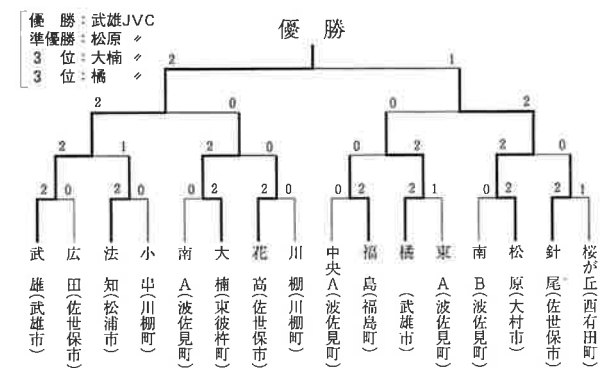 優勝：武雄JVC
準優勝：松原 〃
3位：大楠 〃
3位：橘 〃
優勝
2 1
2 0 0 2
2 1 2 0 0 2 2 0
2 0 2 0 0 2 2 0 0 2 2 1 0 2 2 1
武雄(武雄市)
広田(佐世保市)
法知(松浦市)
小串(川棚町)
南A(波佐見町)
大楠(東彼杵町)
花高(佐世保市)
川棚(川棚町)
中央A(波佐見町)
福島(福島町)
橘(武雄市)
東A(波佐見町)
南B(波佐見町)
松原(大村市)
針尾(佐世保市)
桜が丘(西有田町)